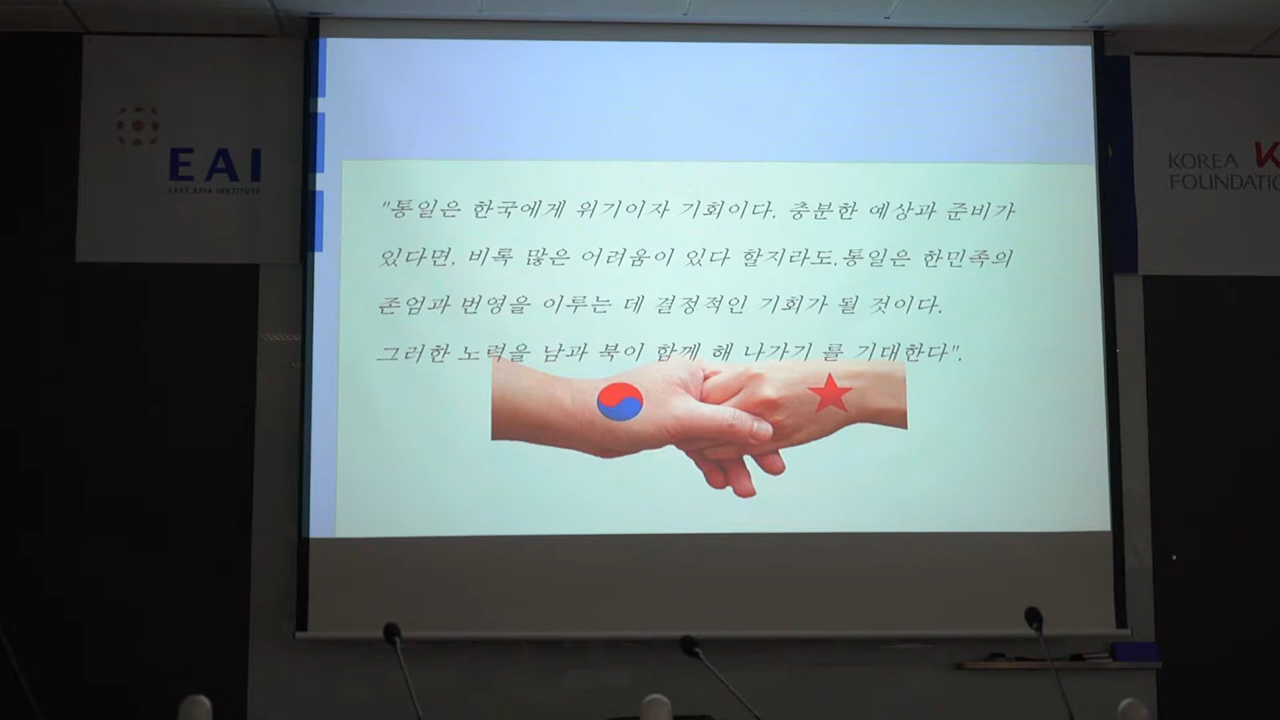 EAI
EAST ASIA INSTITUTE
"통일은 한국에게 위기이자 기회이다. 충분한 예상과 준비가
있다면, 비록 많은 어려움이 있다 할지라도,통일은 한민족의
존엄과 번영을 이루는 데 결정적인 기회가 될 것이다.
그러한 노력을 남과 북이 함께 해 나가기 를 기대한다".
KOREA